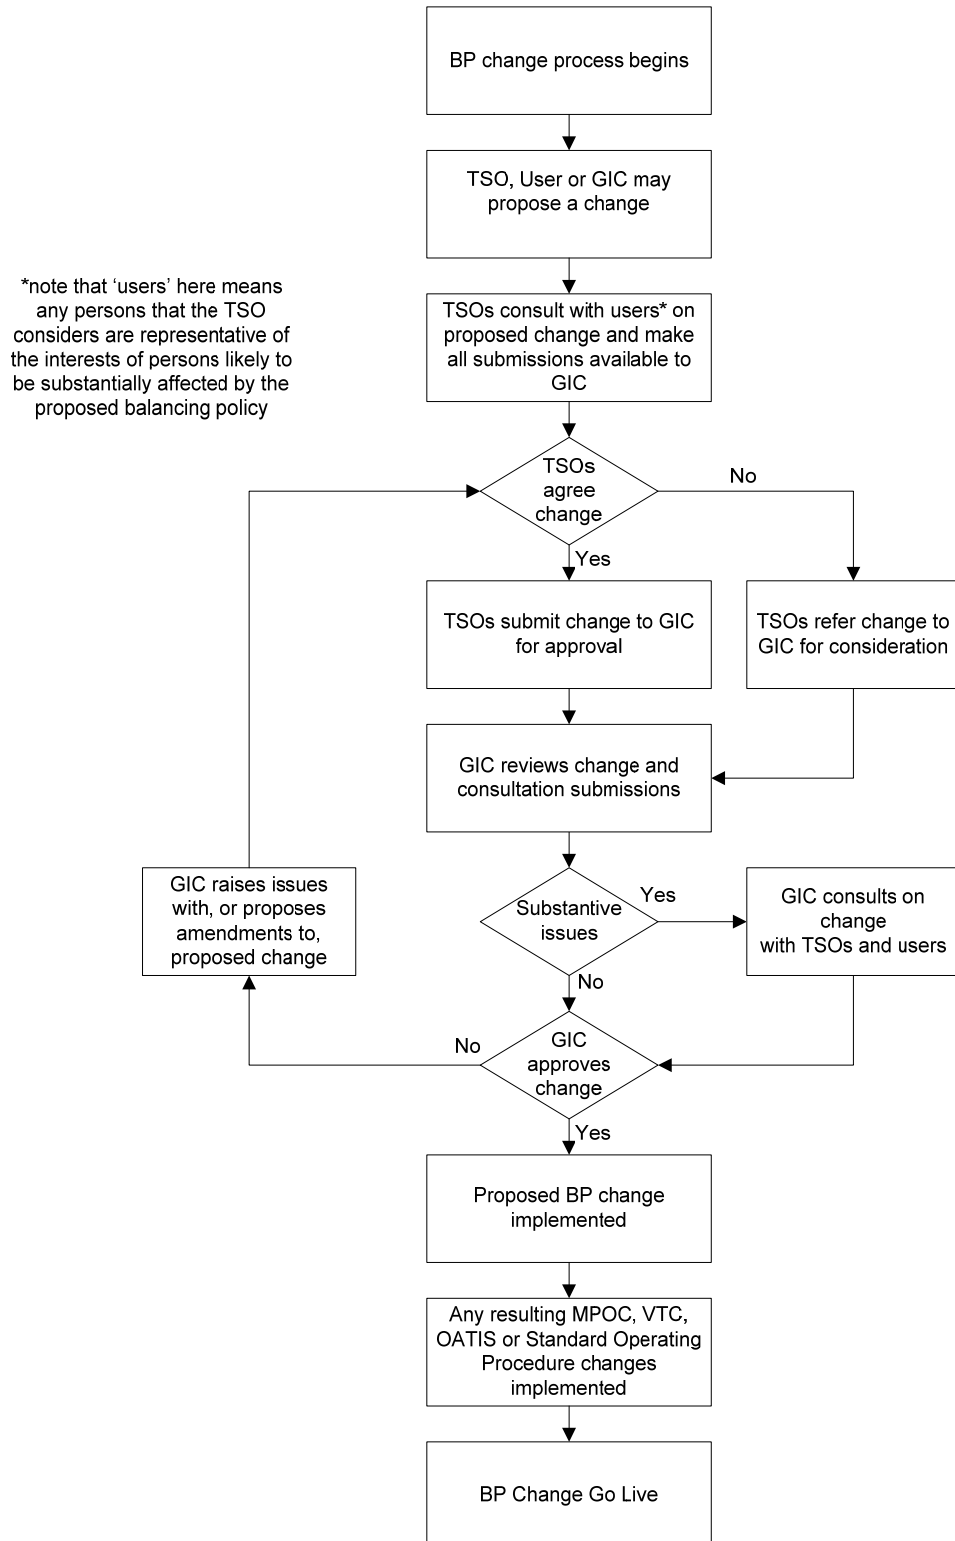 BP change process begins
TSO, User or GIC may
propose a change
*note that ‘users’ here means
any persons that the TSO
considers are representative of
the interests of persons likely to
be substantially affected by the
proposed balancing policy
TSOs consult with users* on
proposed change and make
all submissions available to
GIC
TSOs
agree
change
No
Yes
TSOs submit change to GIC
for approval
TSOs refer change to
GIC for consideration
GIC reviews change and
consultation submissions
GIC raises issues
with, or proposes
amendments to,
proposed change
Substantive
issues
Yes
GIC consults on
change
with TSOs and users
No
GIC
approves
change
No
Yes
Proposed BP change
implemented
Any resulting MPOC, VTC,
OATIS or Standard Operating
Procedure changes
implemented
BP Change Go Live